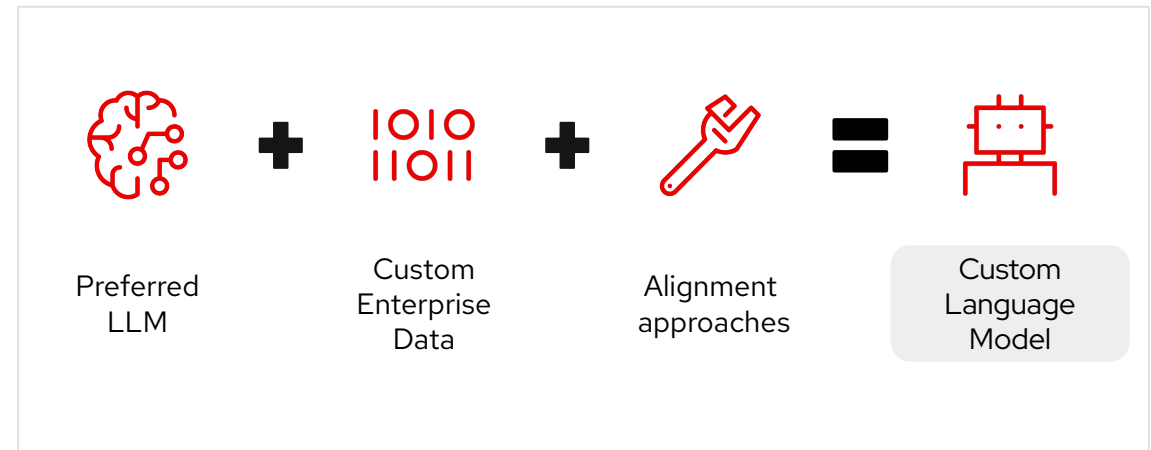 1010
11011
Preferred
LLM
Custom
Enterprise
Data
Alignment
approaches
Custom
Language
Model